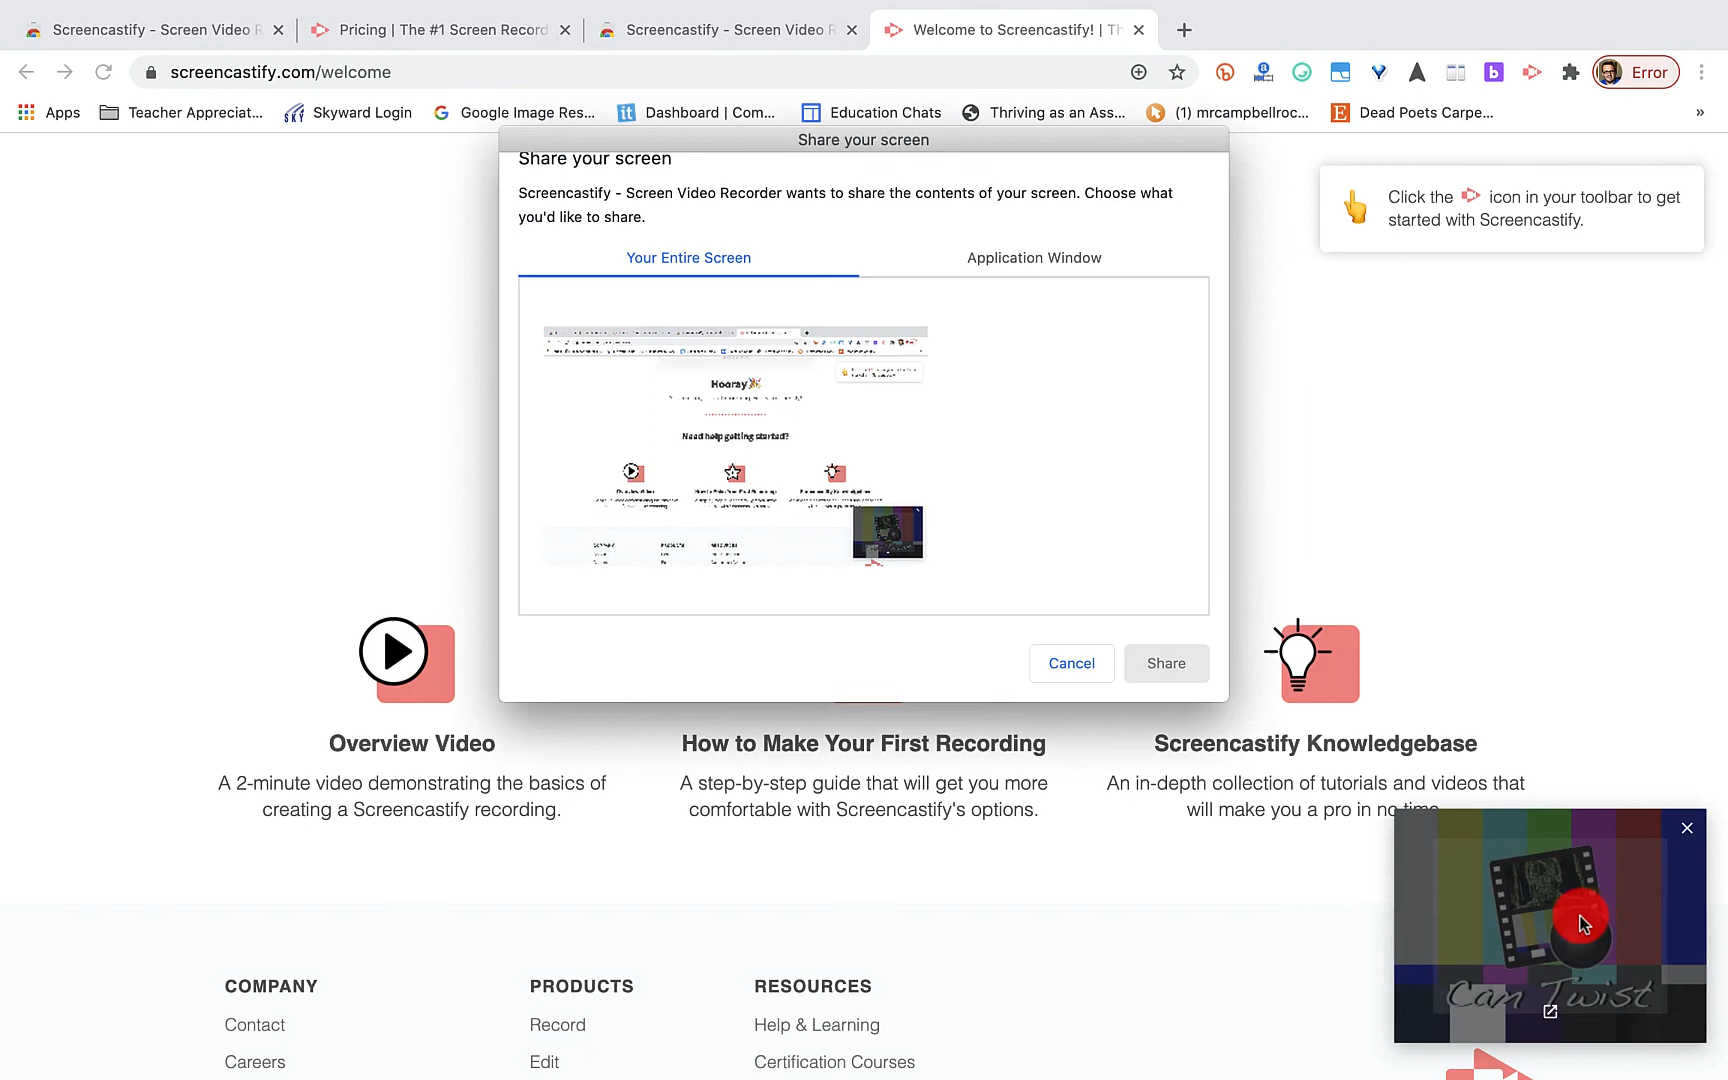 Screencastify - Screen Video R
Pricing | The #1 Screen Record
Screencastify - Screen Video R
Welcome to Screencastify! | Th
screencastify.com/welcome
Error
Apps
Teacher Appreciat...
Skyward Login
Google Image Res...
Dashboard | Com...
Education Chats
Thriving as an Ass...
(1) mrcampbellroc...
Dead Poets Carpe...
»
Share your screen
Share your screen
Screencastify - Screen Video Recorder wants to share the contents of your screen. Choose what
you'd like to share.
Your Entire Screen
Application Window
Hooray
Need help getting started?
Cancel
Share
Click the icon in your toolbar to get
started with Screencastify.
Overview Video
A 2-minute video demonstrating the basics of
creating a Screencastify recording.
How to Make Your First Recording
A step-by-step guide that will get you more
comfortable with Screencastify's options.
Screencastify Knowledgebase
An in-depth collection of tutorials and videos that
will make you a pro in no time.
Cam Twist
COMPANY
Contact
Careers
PRODUCTS
Record
Edit
RESOURCES
Help & Learning
Certification Courses